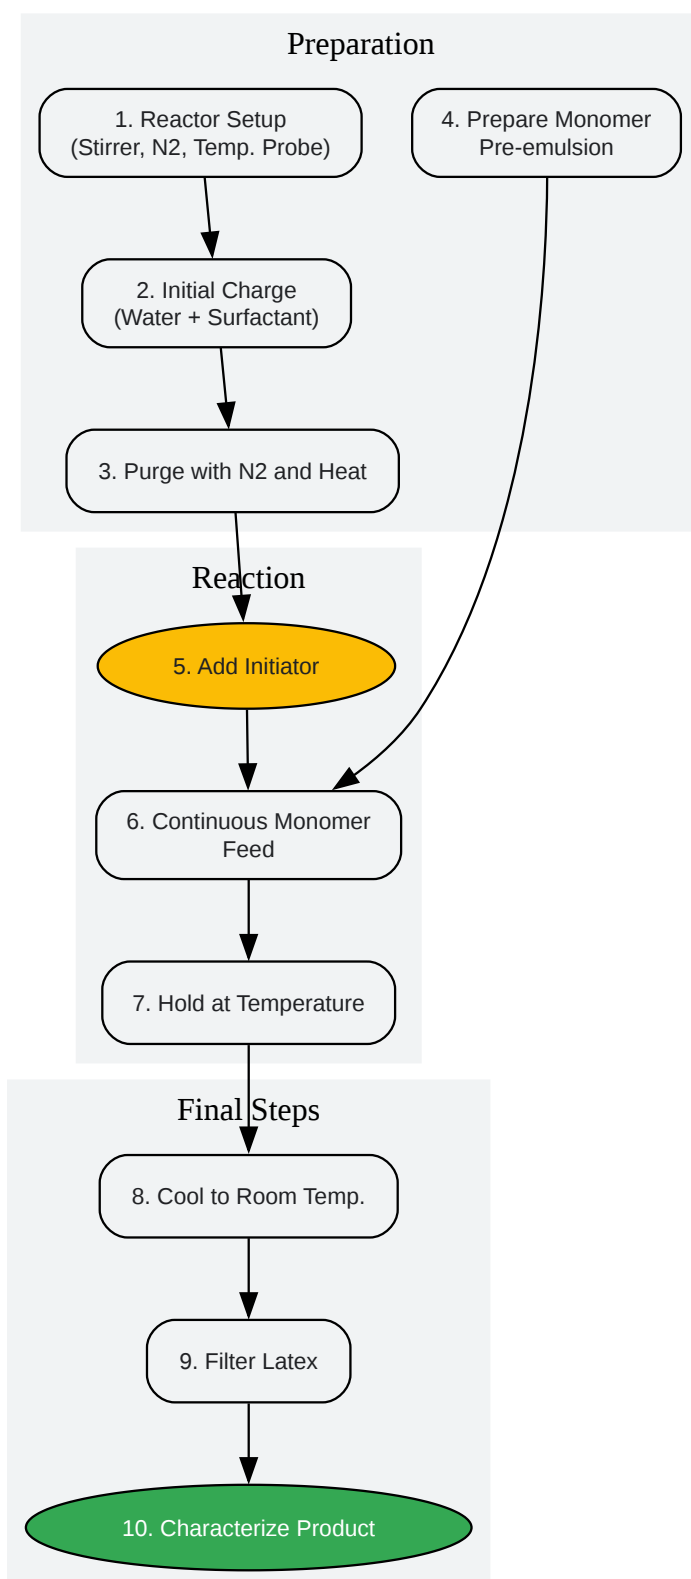 Preparation
1. Reactor Setup
(Stirrer, N2, Temp. Probe)
4. Prepare Monomer
Pre-emulsion
2. Initial Charge
(Water + Surfactant)
3. Purge with N2 and Heat
Reaction
5. Add Initiator
6. Continuous Monomer
Feed
7. Hold at Temperature
Final Steps
8. Cool to Room Temp.
9. Filter Latex
10. Characterize Product